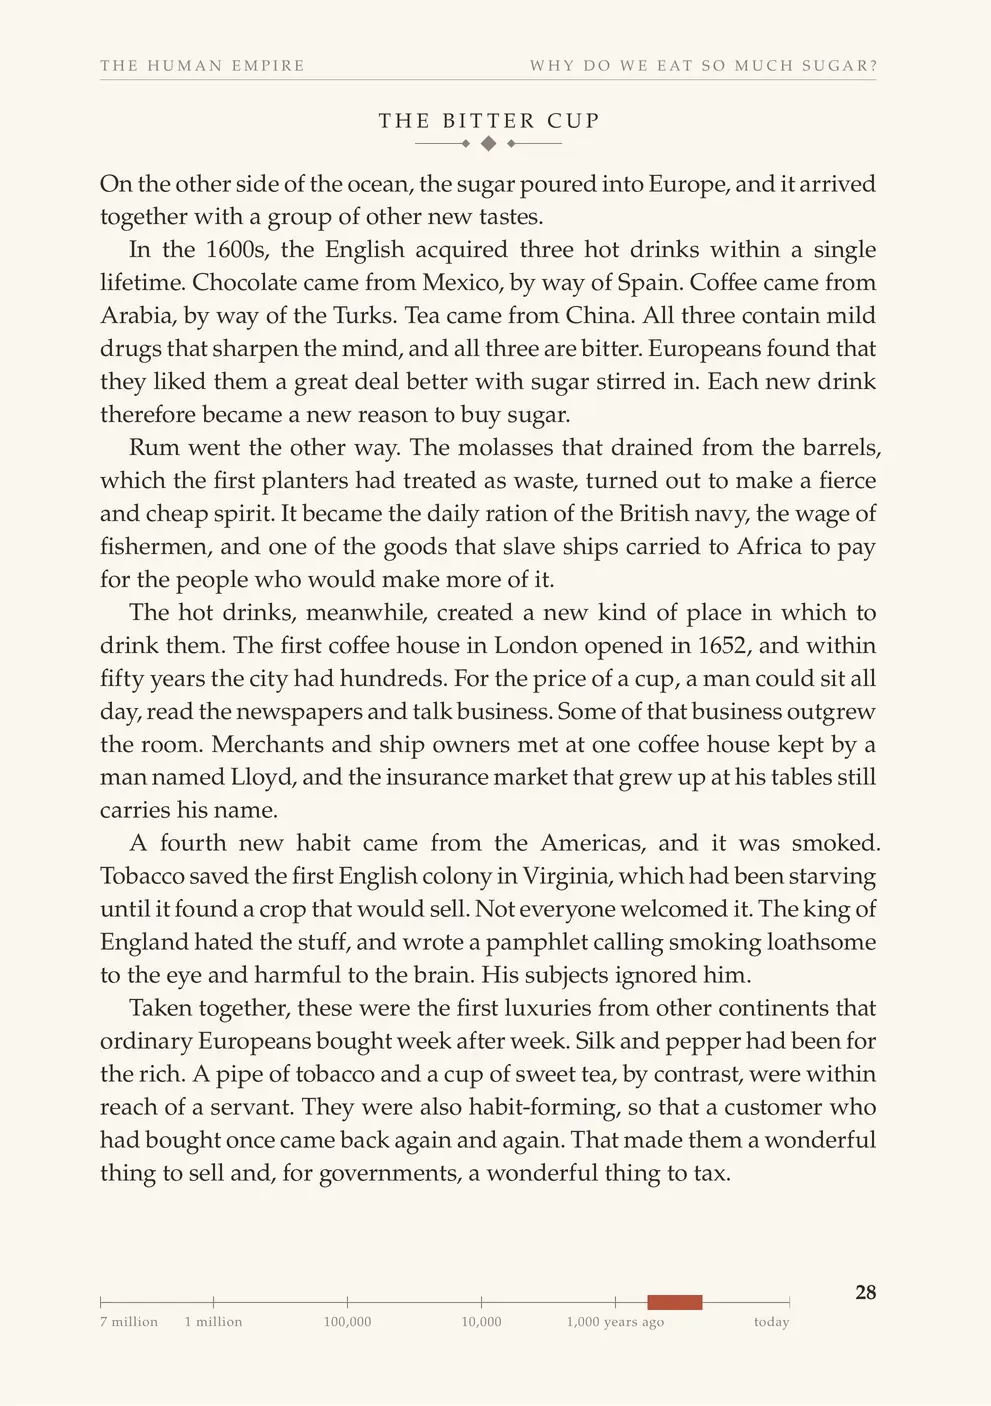 THE HUMAN EMPIRE
WHY DO WE EAT SO MUCH SUGAR?
THE BITTER CUP
On the other side of the ocean, the sugar poured into Europe, and it arrived
together with a group of other new tastes.
In the 1600s, the English acquired three hot drinks within a single
lifetime. Chocolate came from Mexico, by way of Spain. Coffee came from
Arabia, by way of the Turks. Tea came from China. All three contain mild
drugs that sharpen the mind, and all three are bitter. Europeans found that
they liked them a great deal better with sugar stirred in. Each new drink
therefore became a new reason to buy sugar.
Rum went the other way. The molasses that drained from the barrels,
which the first planters had treated as waste, turned out to make a fierce
and cheap spirit. It became the daily ration of the British navy, the wage of
fishermen, and one of the goods that slave ships carried to Africa to pay
for the people who would make more of it.
The hot drinks, meanwhile, created a new kind of place in which to
drink them. The first coffee house in London opened in 1652, and within
fifty years the city had hundreds. For the price of a cup, a man could sit all
day, read the newspapers and talk business. Some of that business outgrew
the room. Merchants and ship owners met at one coffee house kept by a
man named Lloyd, and the insurance market that grew up at his tables still
carries his name.
A fourth new habit came from the Americas, and it was smoked.
Tobacco saved the first English colony in Virginia, which had been starving
until it found a crop that would sell. Not everyone welcomed it. The king of
England hated the stuff, and wrote a pamphlet calling smoking loathsome
to the eye and harmful to the brain. His subjects ignored him.
Taken together, these were the first luxuries from other continents that
ordinary Europeans bought week after week. Silk and pepper had been for
the rich. A pipe of tobacco and a cup of sweet tea, by contrast, were within
reach of a servant. They were also habit-forming, so that a customer who
had bought once came back again and again. That made them a wonderful
thing to sell and, for governments, a wonderful thing to tax.
28
7 million 1 million 100,000 10,000 1,000 years ago today